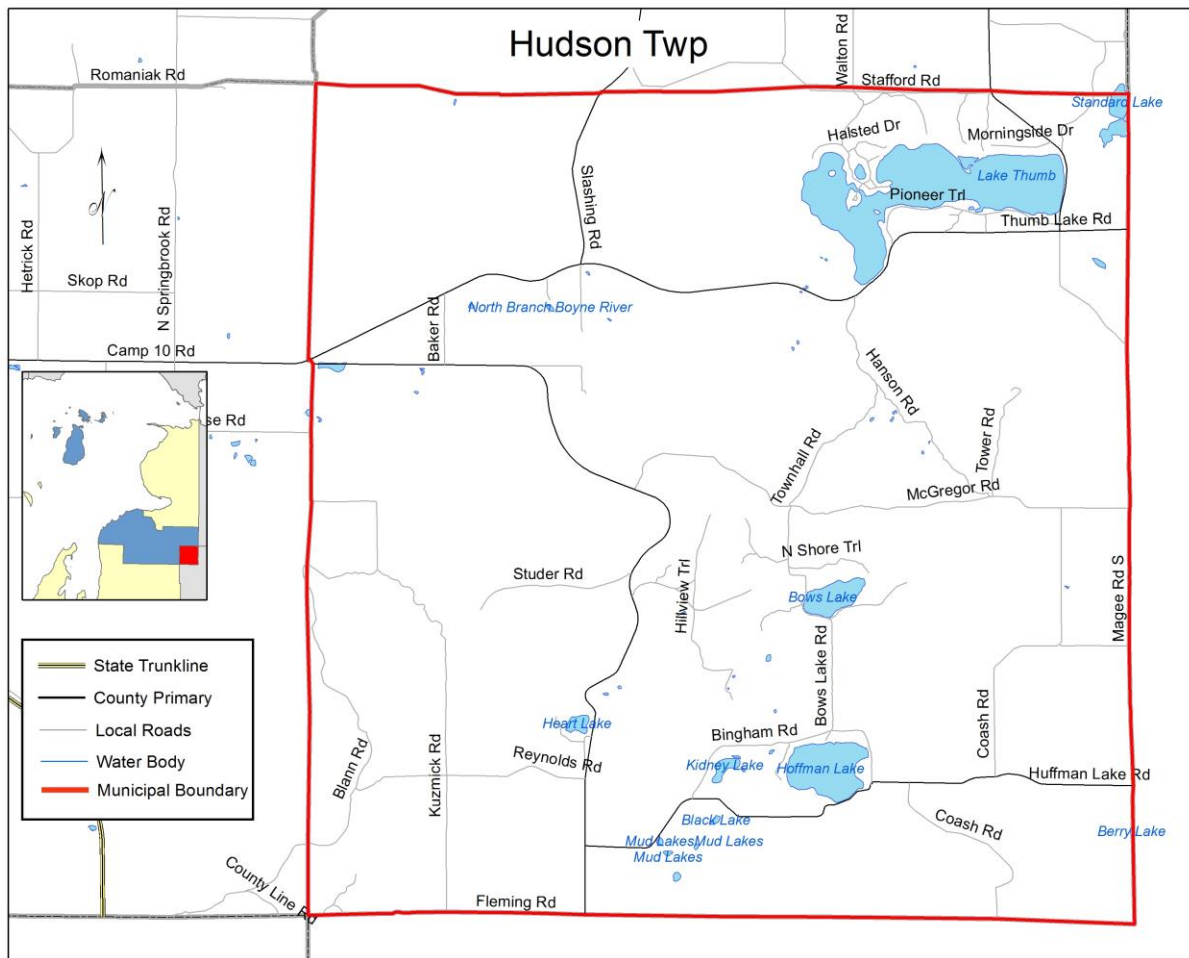 Hudson Twp
Romaniak Rd
Walton Rd
Stafford Rd
Standard Lake
Halsted Dr
Morningside Dr
Lake Thumb
Pioneer Trl
Thumb Lake Rd
Slashing Rd
Hetrick Rd
N Springbrook Rd
N
Skop Rd
North Branch Boyne River
Baker Rd
Camp 10 Rd
Hanson Rd
se Rd
Tower Rd
Townhall Rd
McGregor Rd
N Shore Trl
Studer Rd
Hillview Trl
Bows Lake
Magee Rd S
Bows Lake Rd
State Trunkline
County Primary
Local Roads
Water Body
Municipal Boundary
Coash Rd
Heart Lake
Bingham Rd
Blann Rd
Kuzmick Rd
Reynolds Rd
Kidney Lake
Hoffman Lake
Huffman Lake Rd
Black Lake
Coash Rd
Berry Lake
Mud Lakes
Mud Lakes
Mud Lakes
County Line Rd
Fleming Rd